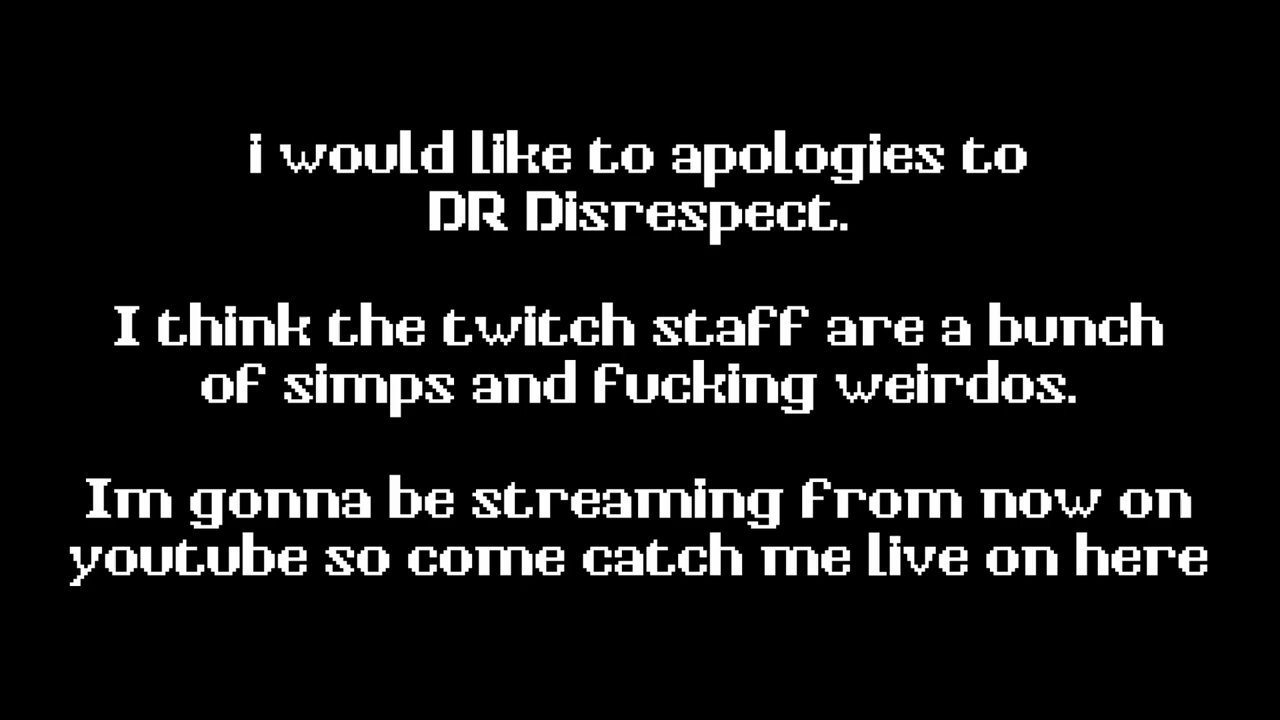 i would like to apologies to
DR Disrespect.
I think the twitch staff are a bunch
of simps and fucking weirdos.
Im gonna be streaming from now on
youtube so come catch me live on here